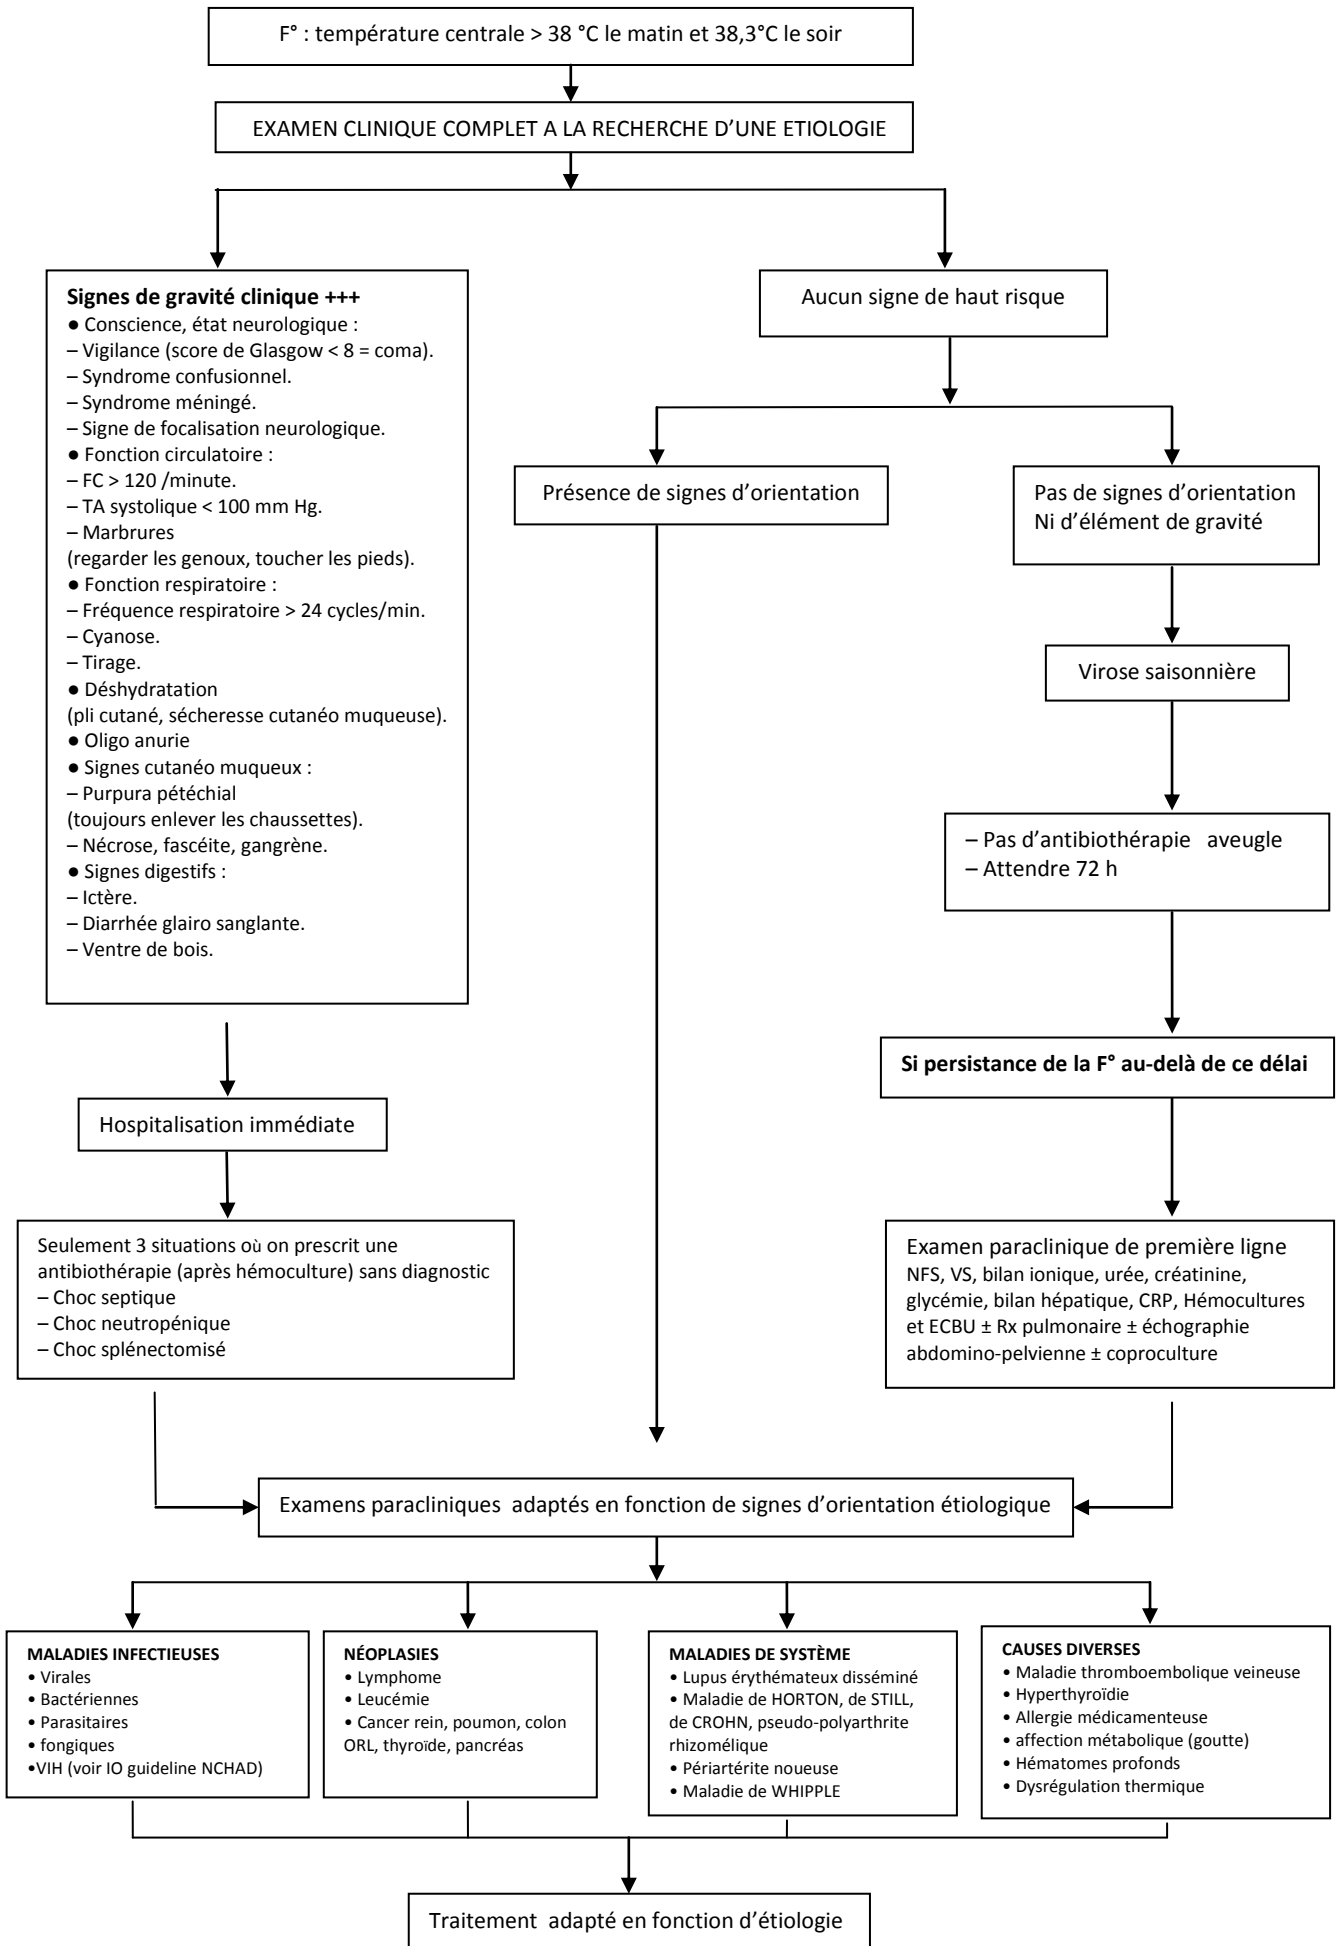 F° : température centrale > 38 °C le matin et 38,3°C le soir
EXAMEN CLINIQUE COMPLET A LA RECHERCHE D’UNE ETIOLOGIE
Signes de gravité clinique +++
● Conscience, état neurologique :
– Vigilance (score de Glasgow < 8 = coma).
– Syndrome confusionnel.
– Syndrome méningé.
– Signe de focalisation neurologique.
● Fonction circulatoire :
– FC > 120 /minute.
– TA systolique < 100 mm Hg.
– Marbrures
(regarder les genoux, toucher les pieds).
● Fonction respiratoire :
– Fréquence respiratoire > 24 cycles/min.
– Cyanose.
– Tirage.
● Déshydratation
(pli cutané, sécheresse cutanéo muqueuse).
● Oligo anurie
● Signes cutanéo muqueux :
– Purpura pétéchial
(toujours enlever les chaussettes).
– Nécrose, fascéite, gangrène.
● Signes digestifs :
– Ictère.
– Diarrhée glairo sanglante.
– Ventre de bois.
Aucun signe de haut risque
Présence de signes d’orientation
Pas de signes d’orientation
Ni d’élément de gravité
Virose saisonnière
– Pas d’antibiothérapie aveugle
– Attendre 72 h
Si persistance de la F° au-delà de ce délai
Hospitalisation immédiate
Seulement 3 situations où on prescrit une
antibiothérapie (après hémoculture) sans diagnostic
– Choc septique
– Choc neutropénique
– Choc splénectomisé
Examen paraclinique de première ligne
NFS, VS, bilan ionique, urée, créatinine,
glycémie, bilan hépatique, CRP, Hémocultures
et ECBU ± Rx pulmonaire ± échographie
abdomino-pelvienne ± coproculture
Examens paracliniques adaptés en fonction de signes d’orientation étiologique
MALADIES INFECTIEUSES
• Virales
• Bactériennes
• Parasitaires
• fongiques
•VIH (voir IO guideline NCHAD)
NÉOPLASIES
• Lymphome
• Leucémie
• Cancer rein, poumon, colon
ORL, thyroïde, pancréas
MALADIES DE SYSTÈME
• Lupus érythémateux disséminé
• Maladie de HORTON, de STILL,
de CROHN, pseudo-polyarthrite
rhizomélique
• Périartérite noueuse
• Maladie de WHIPPLE
CAUSES DIVERSES
• Maladie thromboembolique veineuse
• Hyperthyroïdie
• Allergie médicamenteuse
• affection métabolique (goutte)
• Hématomes profonds
• Dysrégulation thermique
Traitement adapté en fonction d’étiologie